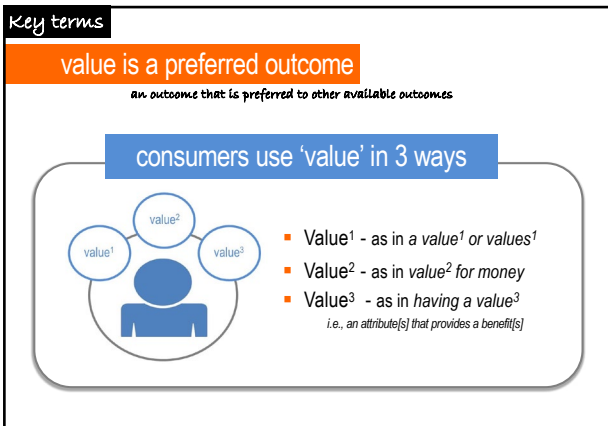 Key terms
value is a preferred outcome
an outcome that is preferred to other available outcomes
consumers use ‘value’ in 3 ways
value²
value¹
value³
▪ Value¹ - as in a value¹ or values¹
▪ Value² - as in value² for money
▪ Value³ - as in having a value³
i.e., an attribute[s] that provides a benefit[s]